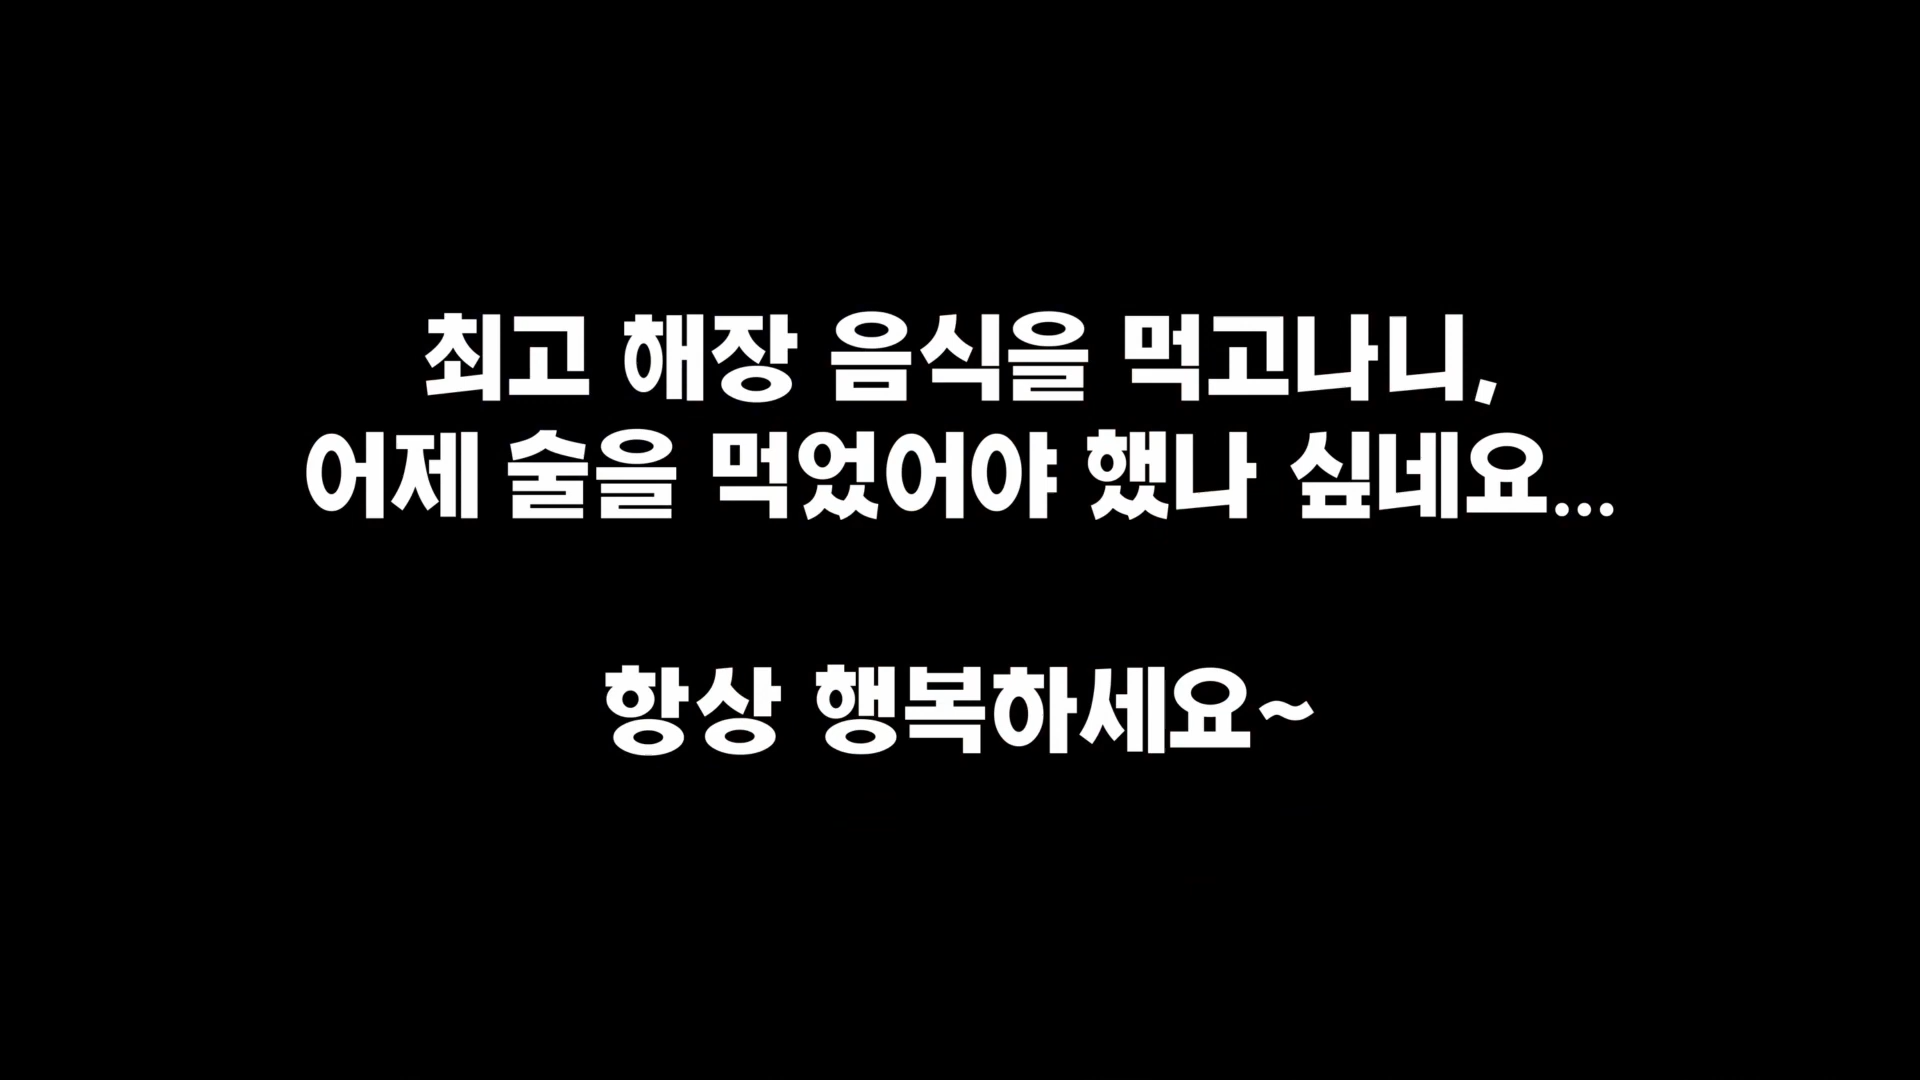 최고 해장 음식을 먹고나니,
어제 술을 먹었어야 했나 싶네요...
항상 행복하세요~